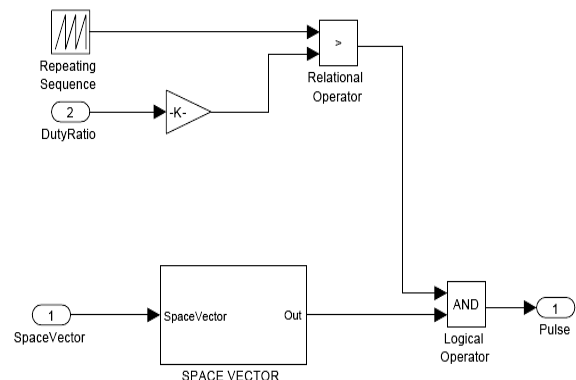 Repeating
Sequence
>
Relational
Operator
2
DutyRatio
-K-
1
SpaceVector
SpaceVector
Out
SPACE VECTOR
AND
Logical
Operator
1
Pulse